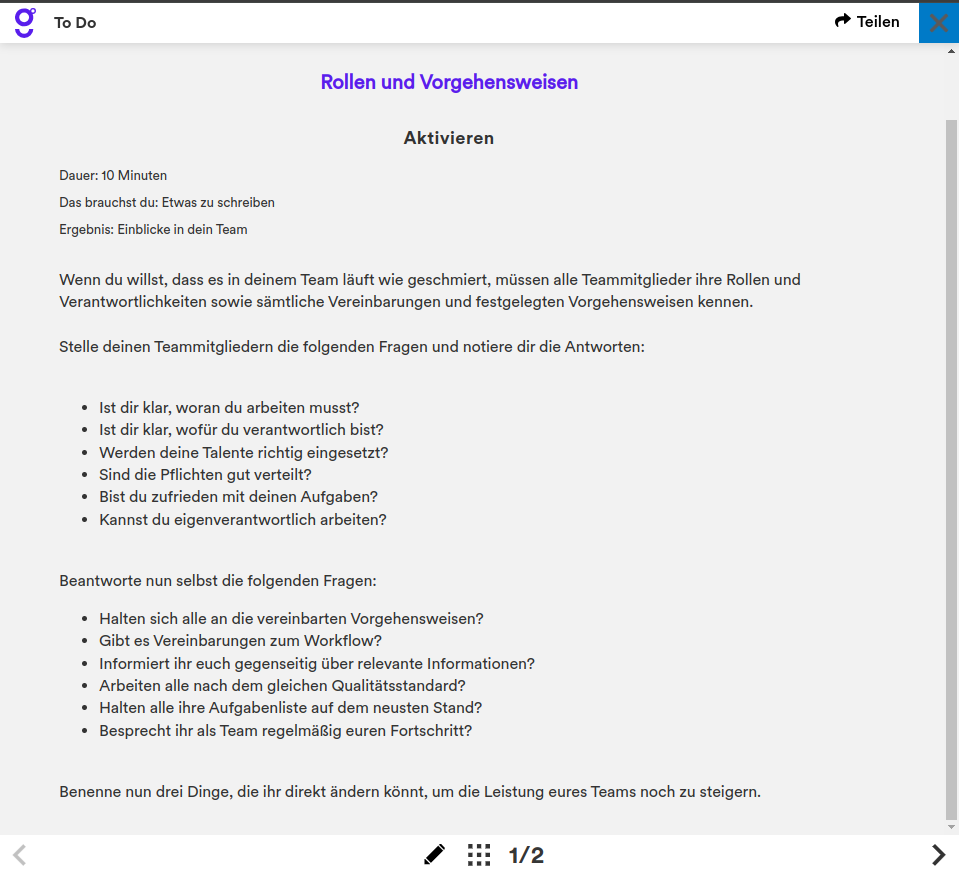 To Do
Teilen
Rollen und Vorgehensweisen
Aktivieren
Dauer: 10 Minuten
Das brauchst du: Etwas zu schreiben
Ergebnis: Einblicke in dein Team
Wenn du willst, dass es in deinem Team läuft wie geschmiert, müssen alle Teammitglieder ihre Rollen und
Verantwortlichkeiten sowie sämtliche Vereinbarungen und festgelegten Vorgehensweisen kennen.
Stelle deinen Teammitgliedern die folgenden Fragen und notiere dir die Antworten:
• Ist dir klar, woran du arbeiten musst?
• Ist dir klar, wofür du verantwortlich bist?
• Werden deine Talente richtig eingesetzt?
• Sind die Pflichten gut verteilt?
• Bist du zufrieden mit deinen Aufgaben?
• Kannst du eigenverantwortlich arbeiten?
Beantworte nun selbst die folgenden Fragen:
• Halten sich alle an die vereinbarten Vorgehensweisen?
• Gibt es Vereinbarungen zum Workflow?
• Informiert ihr euch gegenseitig über relevante Informationen?
• Arbeiten alle nach dem gleichen Qualitätsstandard?
• Halten alle ihre Aufgabenliste auf dem neusten Stand?
• Besprecht ihr als Team regelmäßig euren Fortschritt?
Benenne nun drei Dinge, die ihr direkt ändern könnt, um die Leistung eures Teams noch zu steigern.
1/2